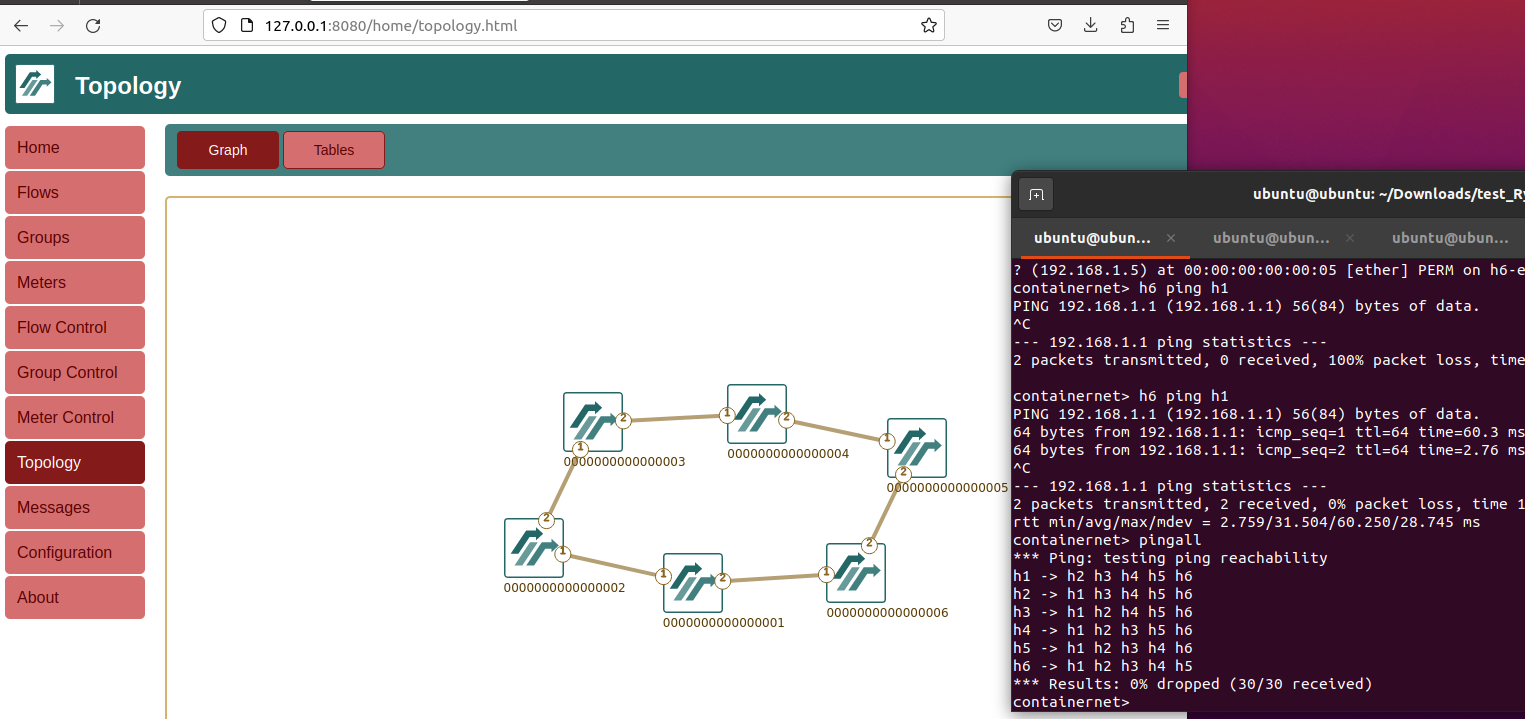 127.0.0.1:8080/home/topology.html
Topology
Home
Flows
Groups
Meters
Flow Control
Group Control
Meter Control
Topology
Messages
Configuration
About
Graph
Tables
2
1
0000000000000003
1
2
0000000000000004
1
2
0000000000000005
2
1
0000000000000002
1
2
0000000000000001
2
1
0000000000000006
ubuntu@ubuntu: ~/Downloads/test_Ry
ubuntu@ubun... × ubuntu@ubun... × ubuntu@ubun...
? (192.168.1.5) at 00:00:00:00:00:05 [ether] PERM on h6-e
containernet> h6 ping h1
PING 192.168.1.1 (192.168.1.1) 56(84) bytes of data.
^C
--- 192.168.1.1 ping statistics ---
2 packets transmitted, 0 received, 100% packet loss, time
containernet> h6 ping h1
PING 192.168.1.1 (192.168.1.1) 56(84) bytes of data.
64 bytes from 192.168.1.1: icmp_seq=1 ttl=64 time=60.3 ms
64 bytes from 192.168.1.1: icmp_seq=2 ttl=64 time=2.76 ms
^C
--- 192.168.1.1 ping statistics ---
2 packets transmitted, 2 received, 0% packet loss, time 1
rtt min/avg/max/mdev = 2.759/31.504/60.250/28.745 ms
containernet> pingall
*** Ping: testing ping reachability
h1 -> h2 h3 h4 h5 h6
h2 -> h1 h3 h4 h5 h6
h3 -> h1 h2 h4 h5 h6
h4 -> h1 h2 h3 h5 h6
h5 -> h1 h2 h3 h4 h6
h6 -> h1 h2 h3 h4 h5
*** Results: 0% dropped (30/30 received)
containernet>